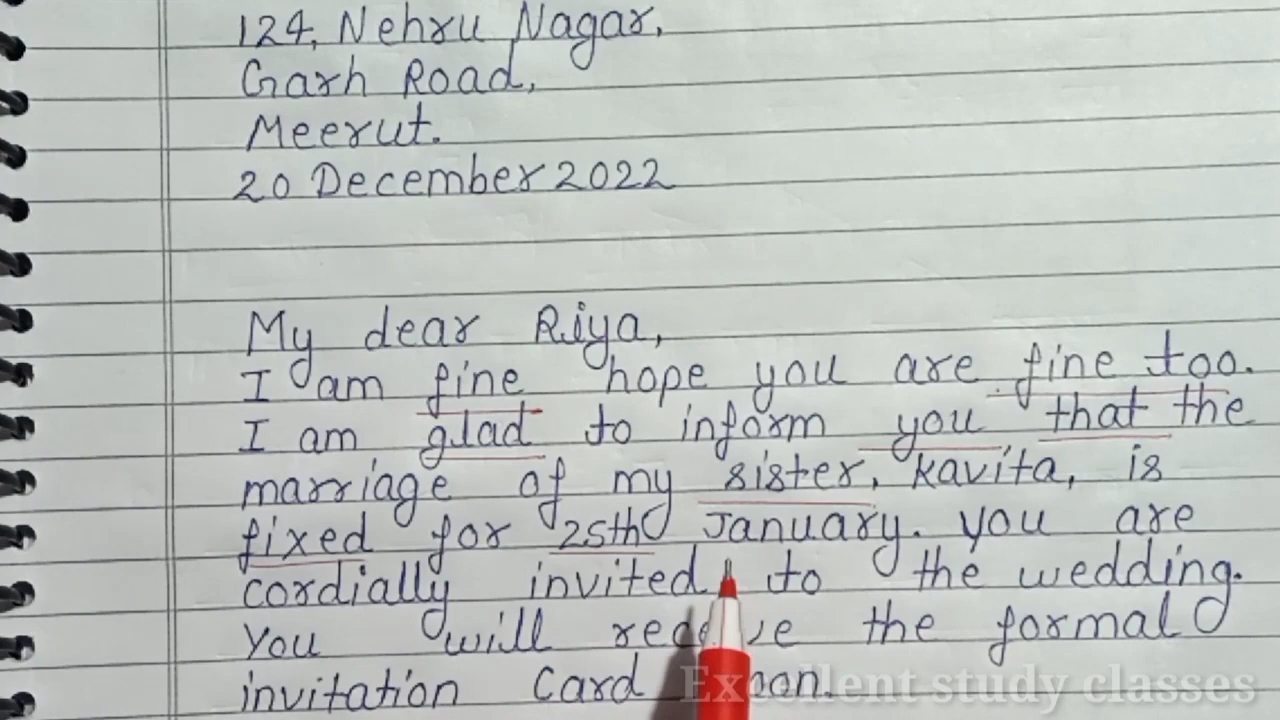 124, Nehru Nagar,
Garh Road,
Meerut.
20 December 2022
My dear Riya,
I am fine hope you are fine too.
I am glad to inform you that the
marriage of my sister, Kavita, is
fixed for 25th January. You are
cordially invited to the wedding.
You will the formal
invitation Card
Excellent study classes